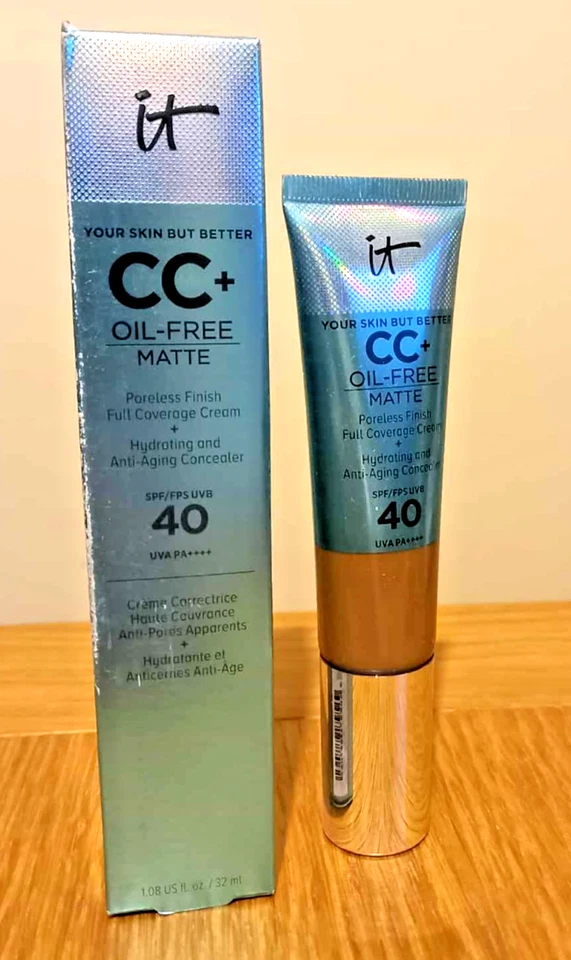 it
YOUR SKIN BUT BETTER
CC+
OIL-FREE
MATTE
Poreless Finish
Full Coverage Cream
+
Hydrating and
Anti-Aging Concealer
SPF/FPS UVB
40
UVA PA++++
Crème Correctrice
Haute Couvrance
Anti-Pores Apparents
+
Hydratante et
Anticernes Anti-Âge
1.08 US fl. oz. / 32 ml
it
YOUR SKIN BUT BETTER
CC+
OIL-FREE
MATTE
Poreless Finish
Full Coverage Cream
+
Hydrating and
Anti-Aging Concealer
SPF/FPS UVB
40
UVA PA++++